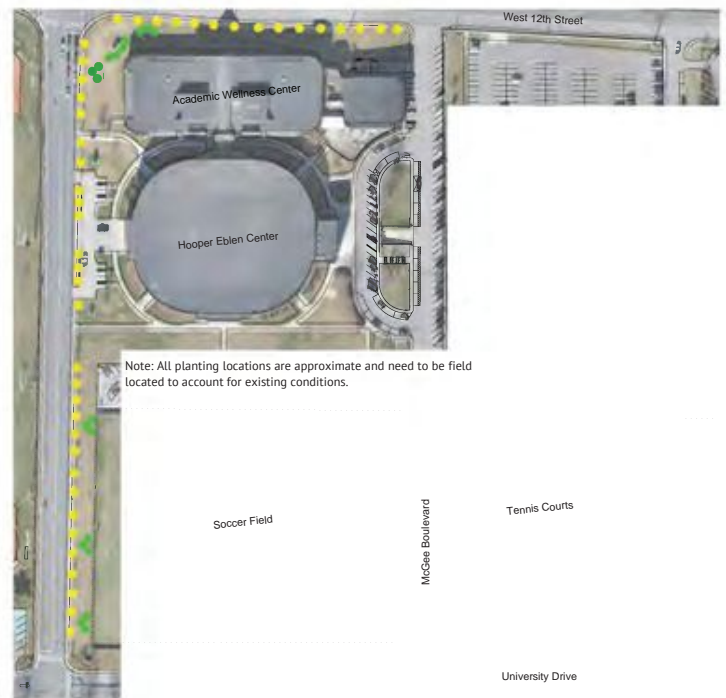 West 12th Street
Academic Wellness Center
Hooper Eblen Center
Note: All planting locations are approximate and need to be field
located to account for existing conditions.
Soccer Field
McGee Boulevard
Tennis Courts
University Drive